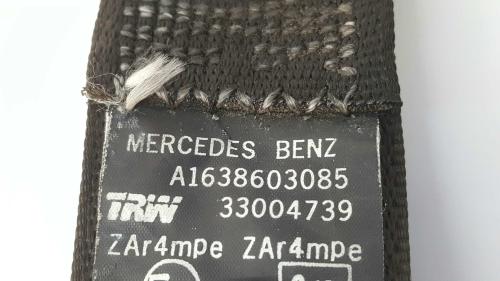 MERCEDES BENZ
A1638603085
TRW 33004739
ZAr4mpe ZAr4mpe